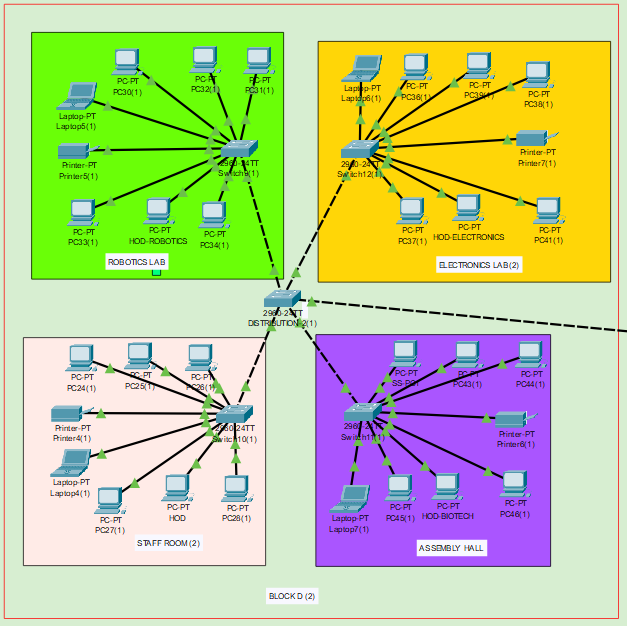 PC-PT
PC30(1)
PC-PT
PC32(1)
PC-PT
PC31(1)
Laptop-PT
Laptop5(1)
Printer-PT
Printer5(1)
2960-24TT
Switch9(1)
PC-PT
PC33(1)
PC-PT
HOD-ROBOTICS
PC-PT
PC34(1)
ROBOTICS LAB
Laptop-PT
Laptop6(1)
PC-PT
PC36(1)
PC-PT
PC39(1)
PC-PT
PC38(1)
2960-24TT
Switch12(1)
Printer-PT
Printer7(1)
PC-PT
PC37(1)
PC-PT
HOD-ELECTRONICS
PC-PT
PC41(1)
ELECTRONICS LAB(2)
2960-24TT
DISTRIBUTION-2(1)
PC-PT
PC24(1)
PC-PT
PC25(1)
PC-PT
PC26(1)
Printer-PT
Printer4(1)
2960-24TT
Switch10(1)
Laptop-PT
Laptop4(1)
PC-PT
PC27(1)
PC-PT
HOD
PC-PT
PC28(1)
STAFF ROOM (2)
PC-PT
PC-PT
PC43(1)
PC-PT
PC44(1)
2960-24TT
Switch11(1)
Printer-PT
Printer6(1)
Laptop-PT
Laptop7(1)
PC-PT
PC45(1)
PC-PT
HOD-BIOTECH
PC-PT
PC46(1)
ASSEMBLY HALL
BLOCK D (2)